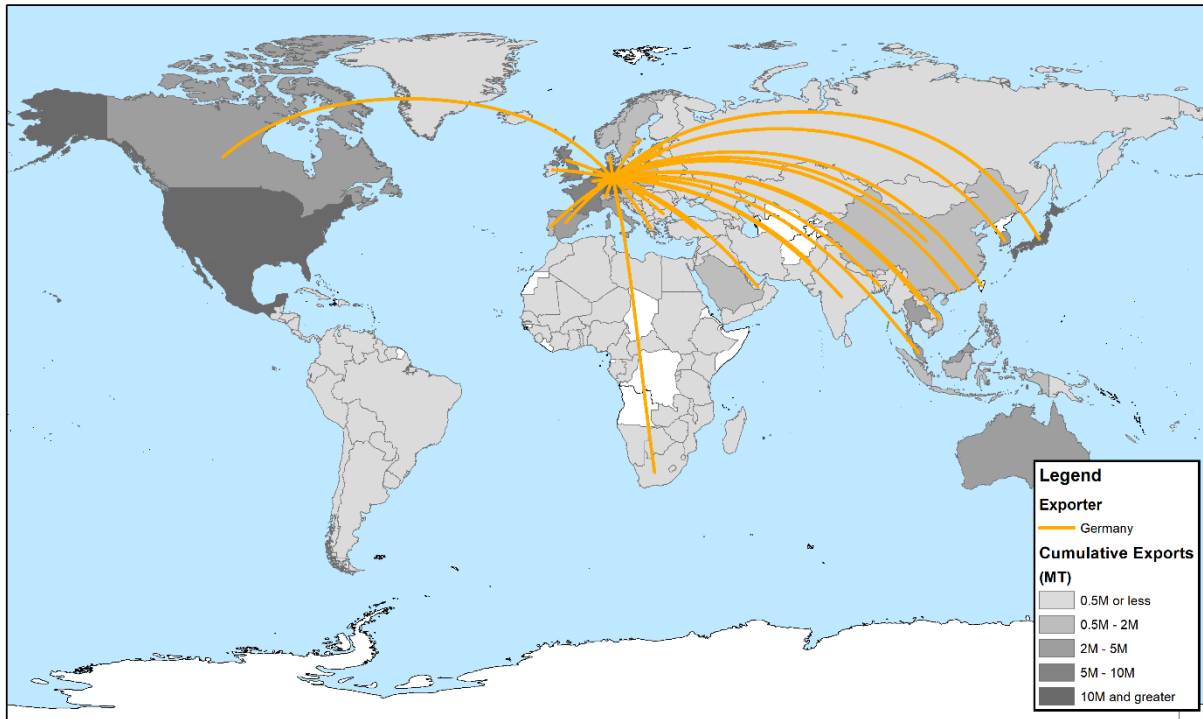 Legend
Exporter
Germany
Cumulative Exports
(MT)
0.5M or less
0.5M - 2M
2M - 5M
5M - 10M
10M and greater